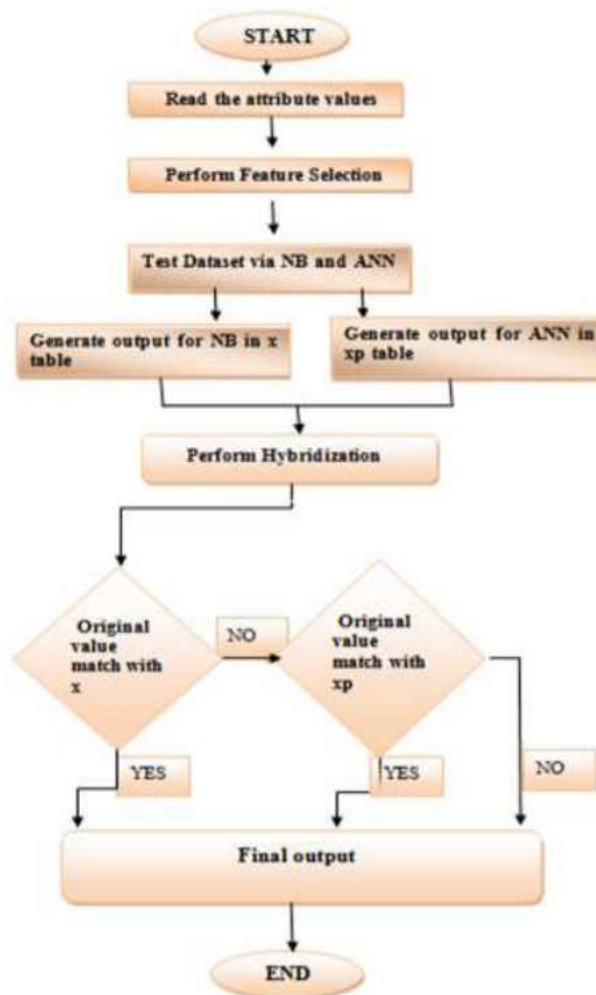 START
Read the attribute values
Perform Feature Selection
Test Dataset via NB and ANN
Generate output for NB in x
table
Generate output for ANN in
xp table
Perform Hybridization
Original
value
match with
x
NO
Original
value
match with
xp
YES
YES
NO
Final output
END